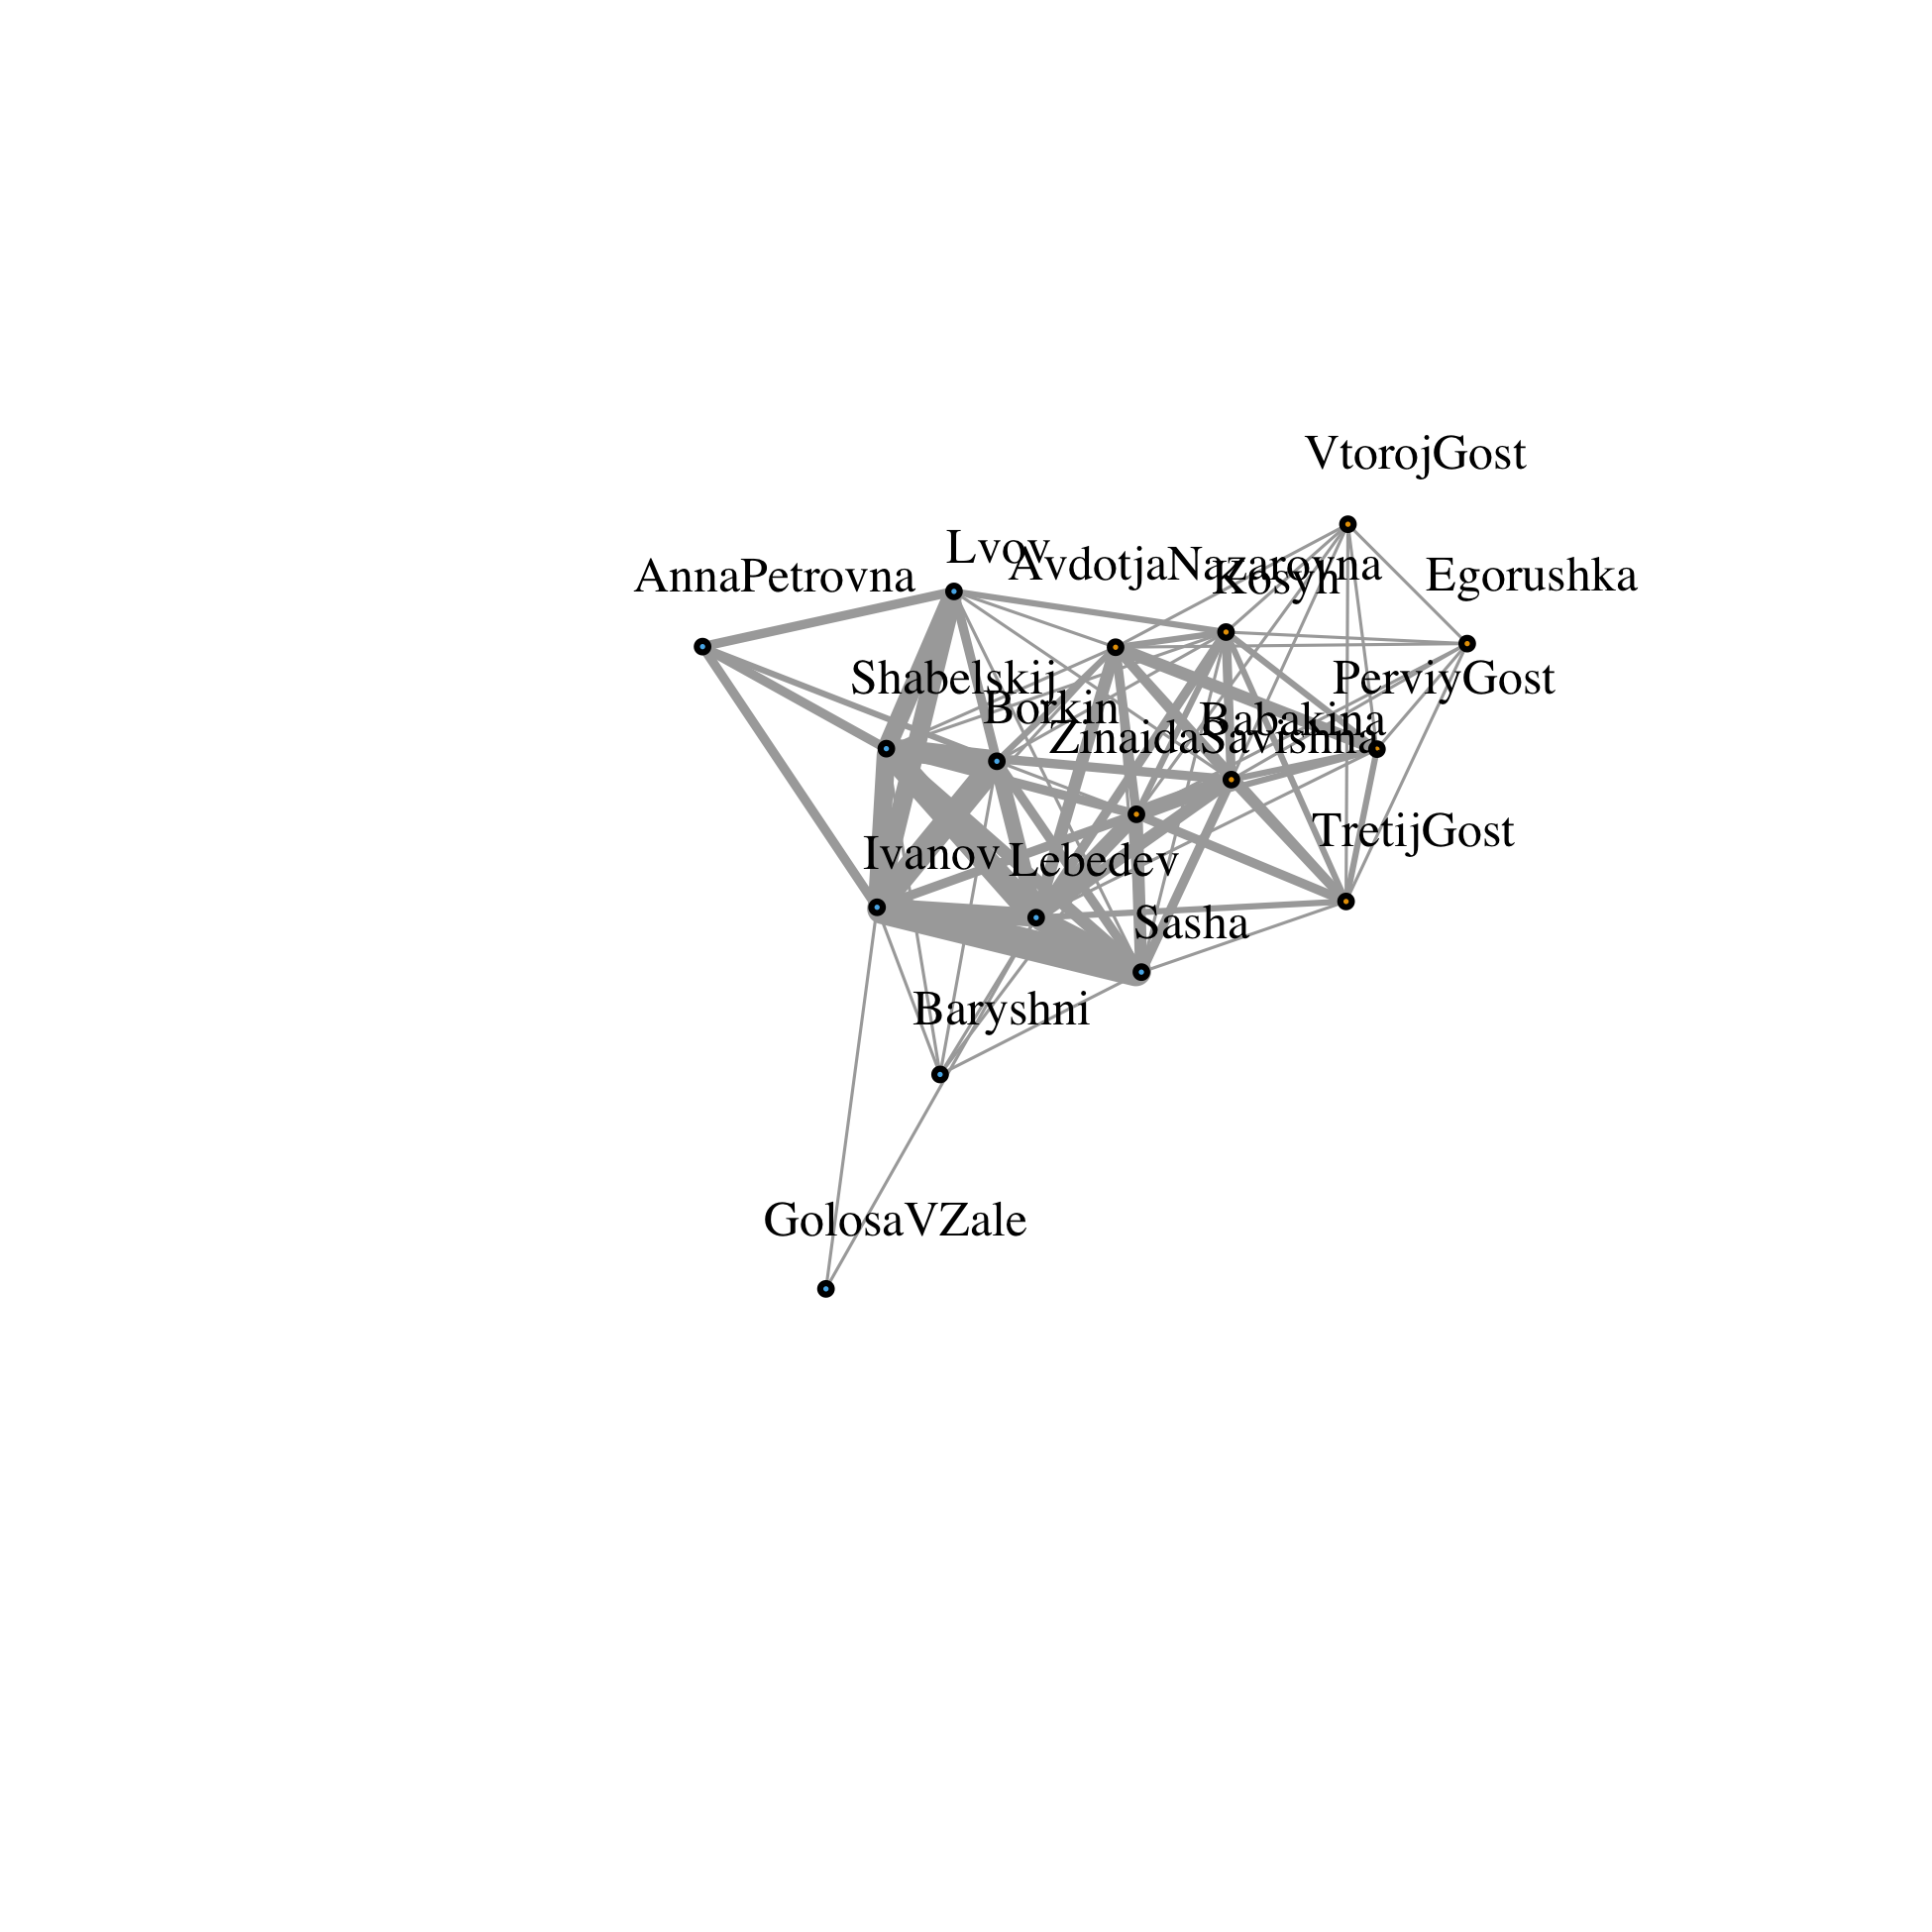 VtorojGost
Lvov
AvdotjaNazarovna
Kosyh
AnnaPetrovna
Egorushka
Shabelskij
PerviyGost
Borkin
Babakina
ZinaidaSavishna
TretijGost
Ivanov
Lebedev
Sasha
Baryshni
GolosaVZale